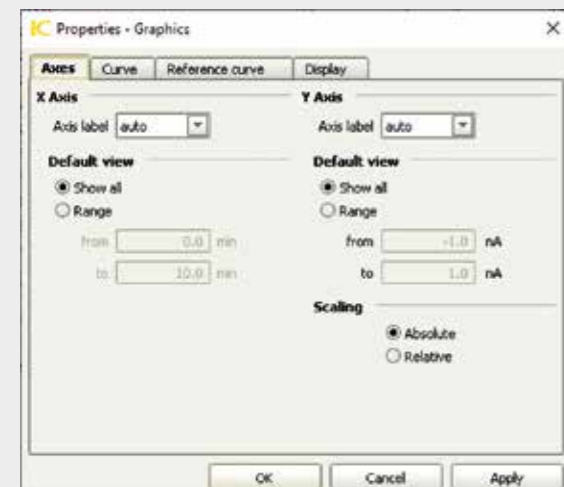 IC Properties - Graphics
Axes Curve Reference curve Display
X Axis
Axis label auto
Default view
Show all
Range
from 0.0 min
to 10.0 min
Y Axis
Axis label auto
Default view
Show all
Range
from -1.0 nA
to 1.0 nA
Scaling
Absolute
Relative
OK Cancel Apply